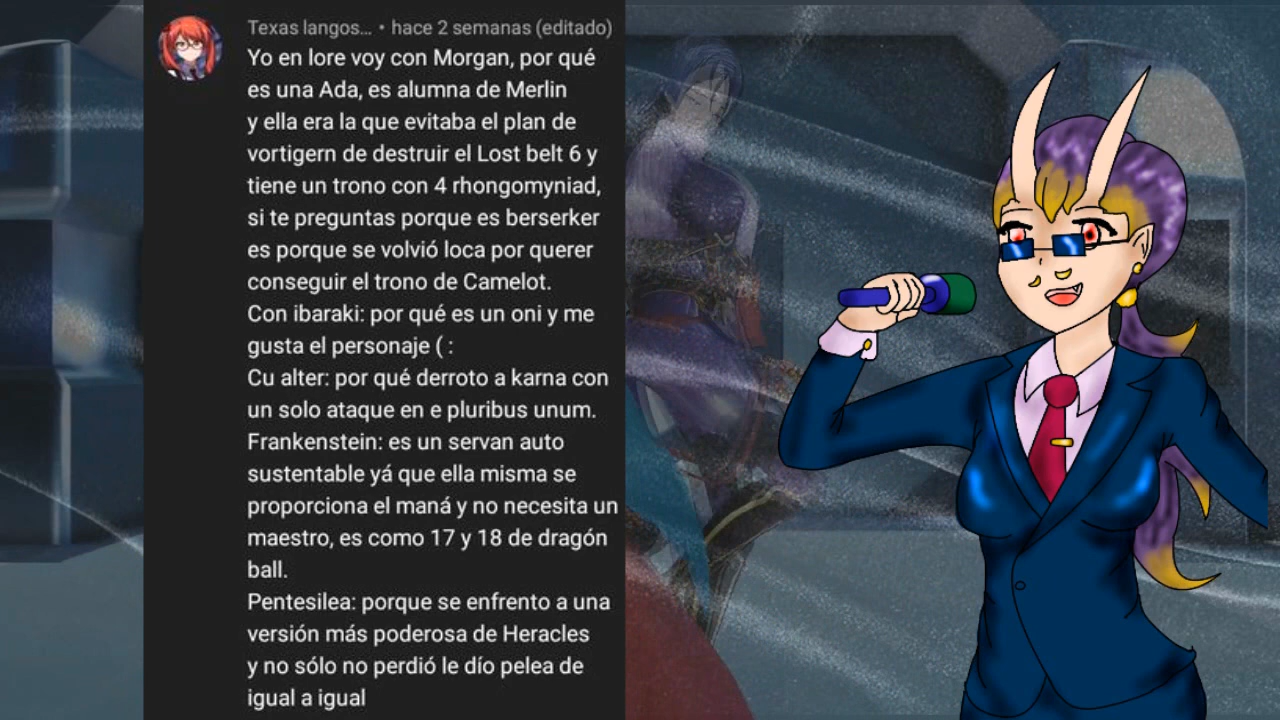 Texas langos... • hace 2 semanas (editado)
Yo en lore voy con Morgan, por qué
es una Ada, es alumna de Merlin
y ella era la que evitaba el plan de
vortigern de destruir el Lost belt 6 y
tiene un trono con 4 rhongomyniad,
si te preguntas porque es berserker
es porque se volvió loca por querer
conseguir el trono de Camelot.
Con ibaraki: por qué es un oni y me
gusta el personaje ( :
Cu alter: por qué derroto a karna con
un solo ataque en e pluribus unum.
Frankenstein: es un servan auto
sustentable yá que ella misma se
proporciona el maná y no necesita un
maestro, es como 17 y 18 de dragón
ball.
Pentesilea: porque se enfrento a una
versión más poderosa de Heracles
y no sólo no perdió le dío pelea de
igual a igual